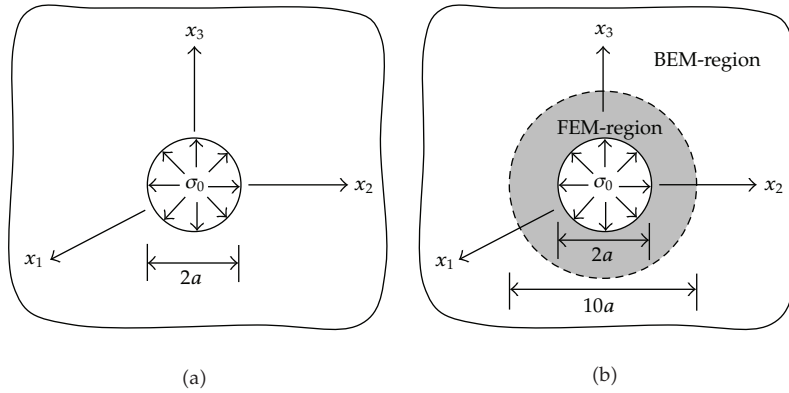 x3
σ0
x2
x1
2a
(a)
x3
BEM-region
FEM-region
σ0
x2
x1
2a
10a
(b)